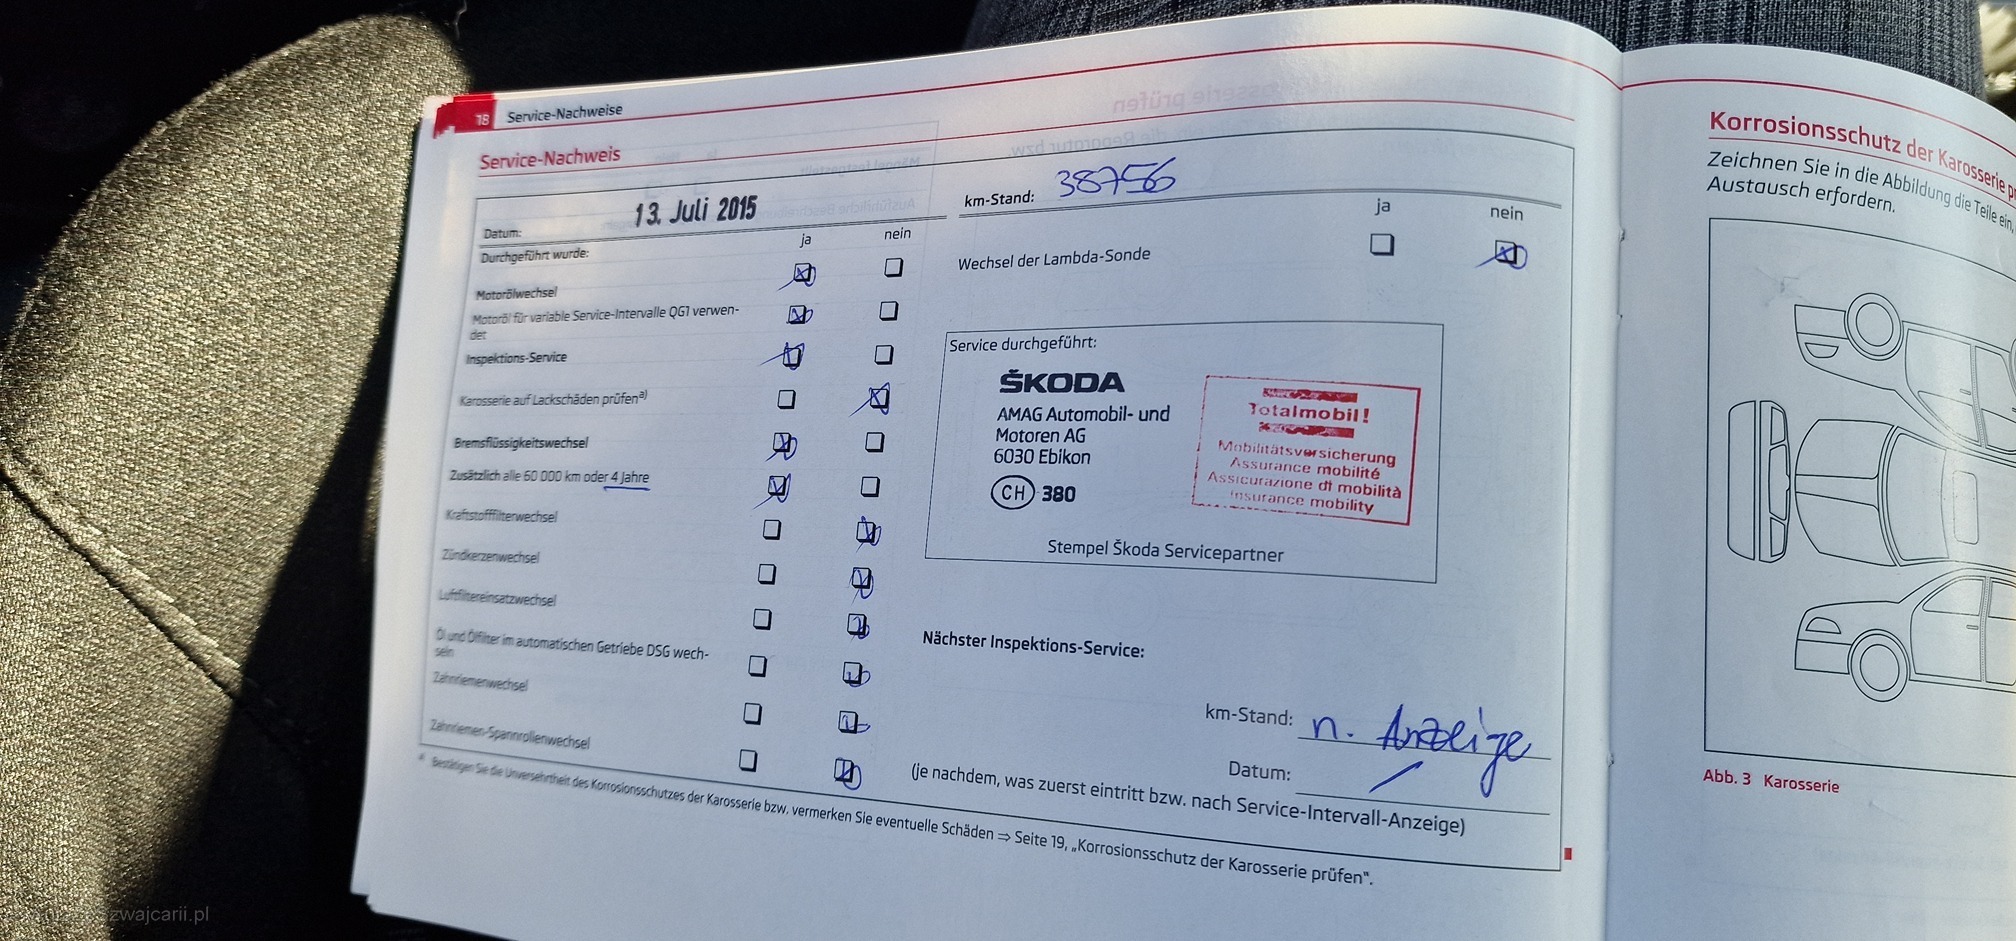 18 Service-Nachweise
Service-Nachweis
Datum: 13. Juli 2015
Durchgeführt wurde: ja nein
Motorölwechsel
Motoröl für variable Service-Intervalle QG1 verwen-
det
Inspektions-Service
Karosserie auf Lackschäden prüfen a)
Bremsflüssigkeitswechsel
Zusätzlich alle 60 000 km oder 4 Jahre
Kraftstofffilterwechsel
Zündkerzenwechsel
Luftfiltereinsatzwechsel
Öl und Ölfilter im automatischen Getriebe DSG wech-
seln
Zahnriemenwechsel
Zahnriemen-Spannrollenwechsel
km-Stand: 38756
ja nein
Wechsel der Lambda-Sonde
Service durchgeführt:
ŠKODA
AMAG Automobil- und
Motoren AG
6030 Ebikon
CH 380
Totalmobil!
Mobilitätsversicherung
Assurance mobilité
Assicurazione di mobilità
Insurance mobility
Stempel Škoda Servicepartner
Nächster Inspektions-Service:
km-Stand: n. Anzeige
Datum: /
(je nachdem, was zuerst eintritt bzw. nach Service-Intervall-Anzeige)
a) Bestätigen Sie die Unversehrtheit des Korrosionsschutzes der Karosserie bzw. vermerken Sie eventuelle Schäden ⇒ Seite 19, „Korrosionsschutz der Karosserie prüfen“.
Korrosionsschutz der Karosserie
Zeichnen Sie in die Abbildung die Teile ein,
Austausch erfordern.
Abb. 3 Karosserie
szwajcarii.pl